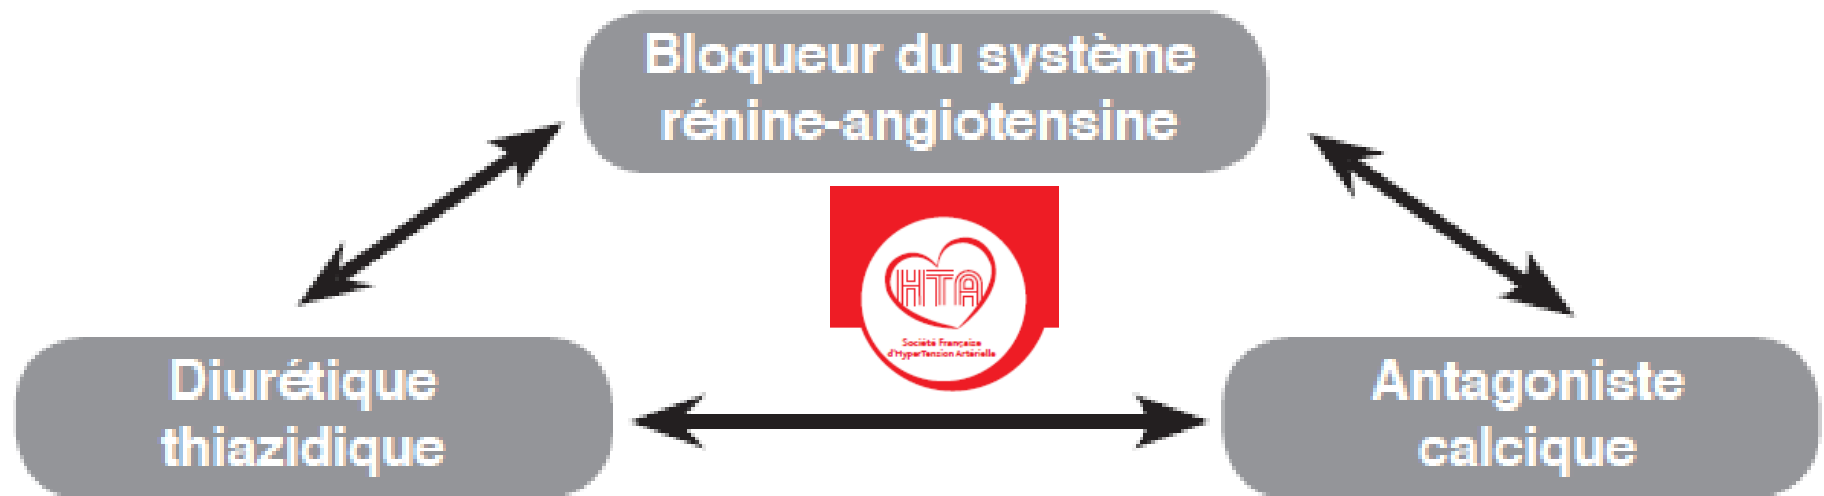 Bloqueur du système
rénine-angiotensine
HTA
Société Française
d'HyperTension Artérielle
Diurétique
thiazidique
Antagoniste
calcique